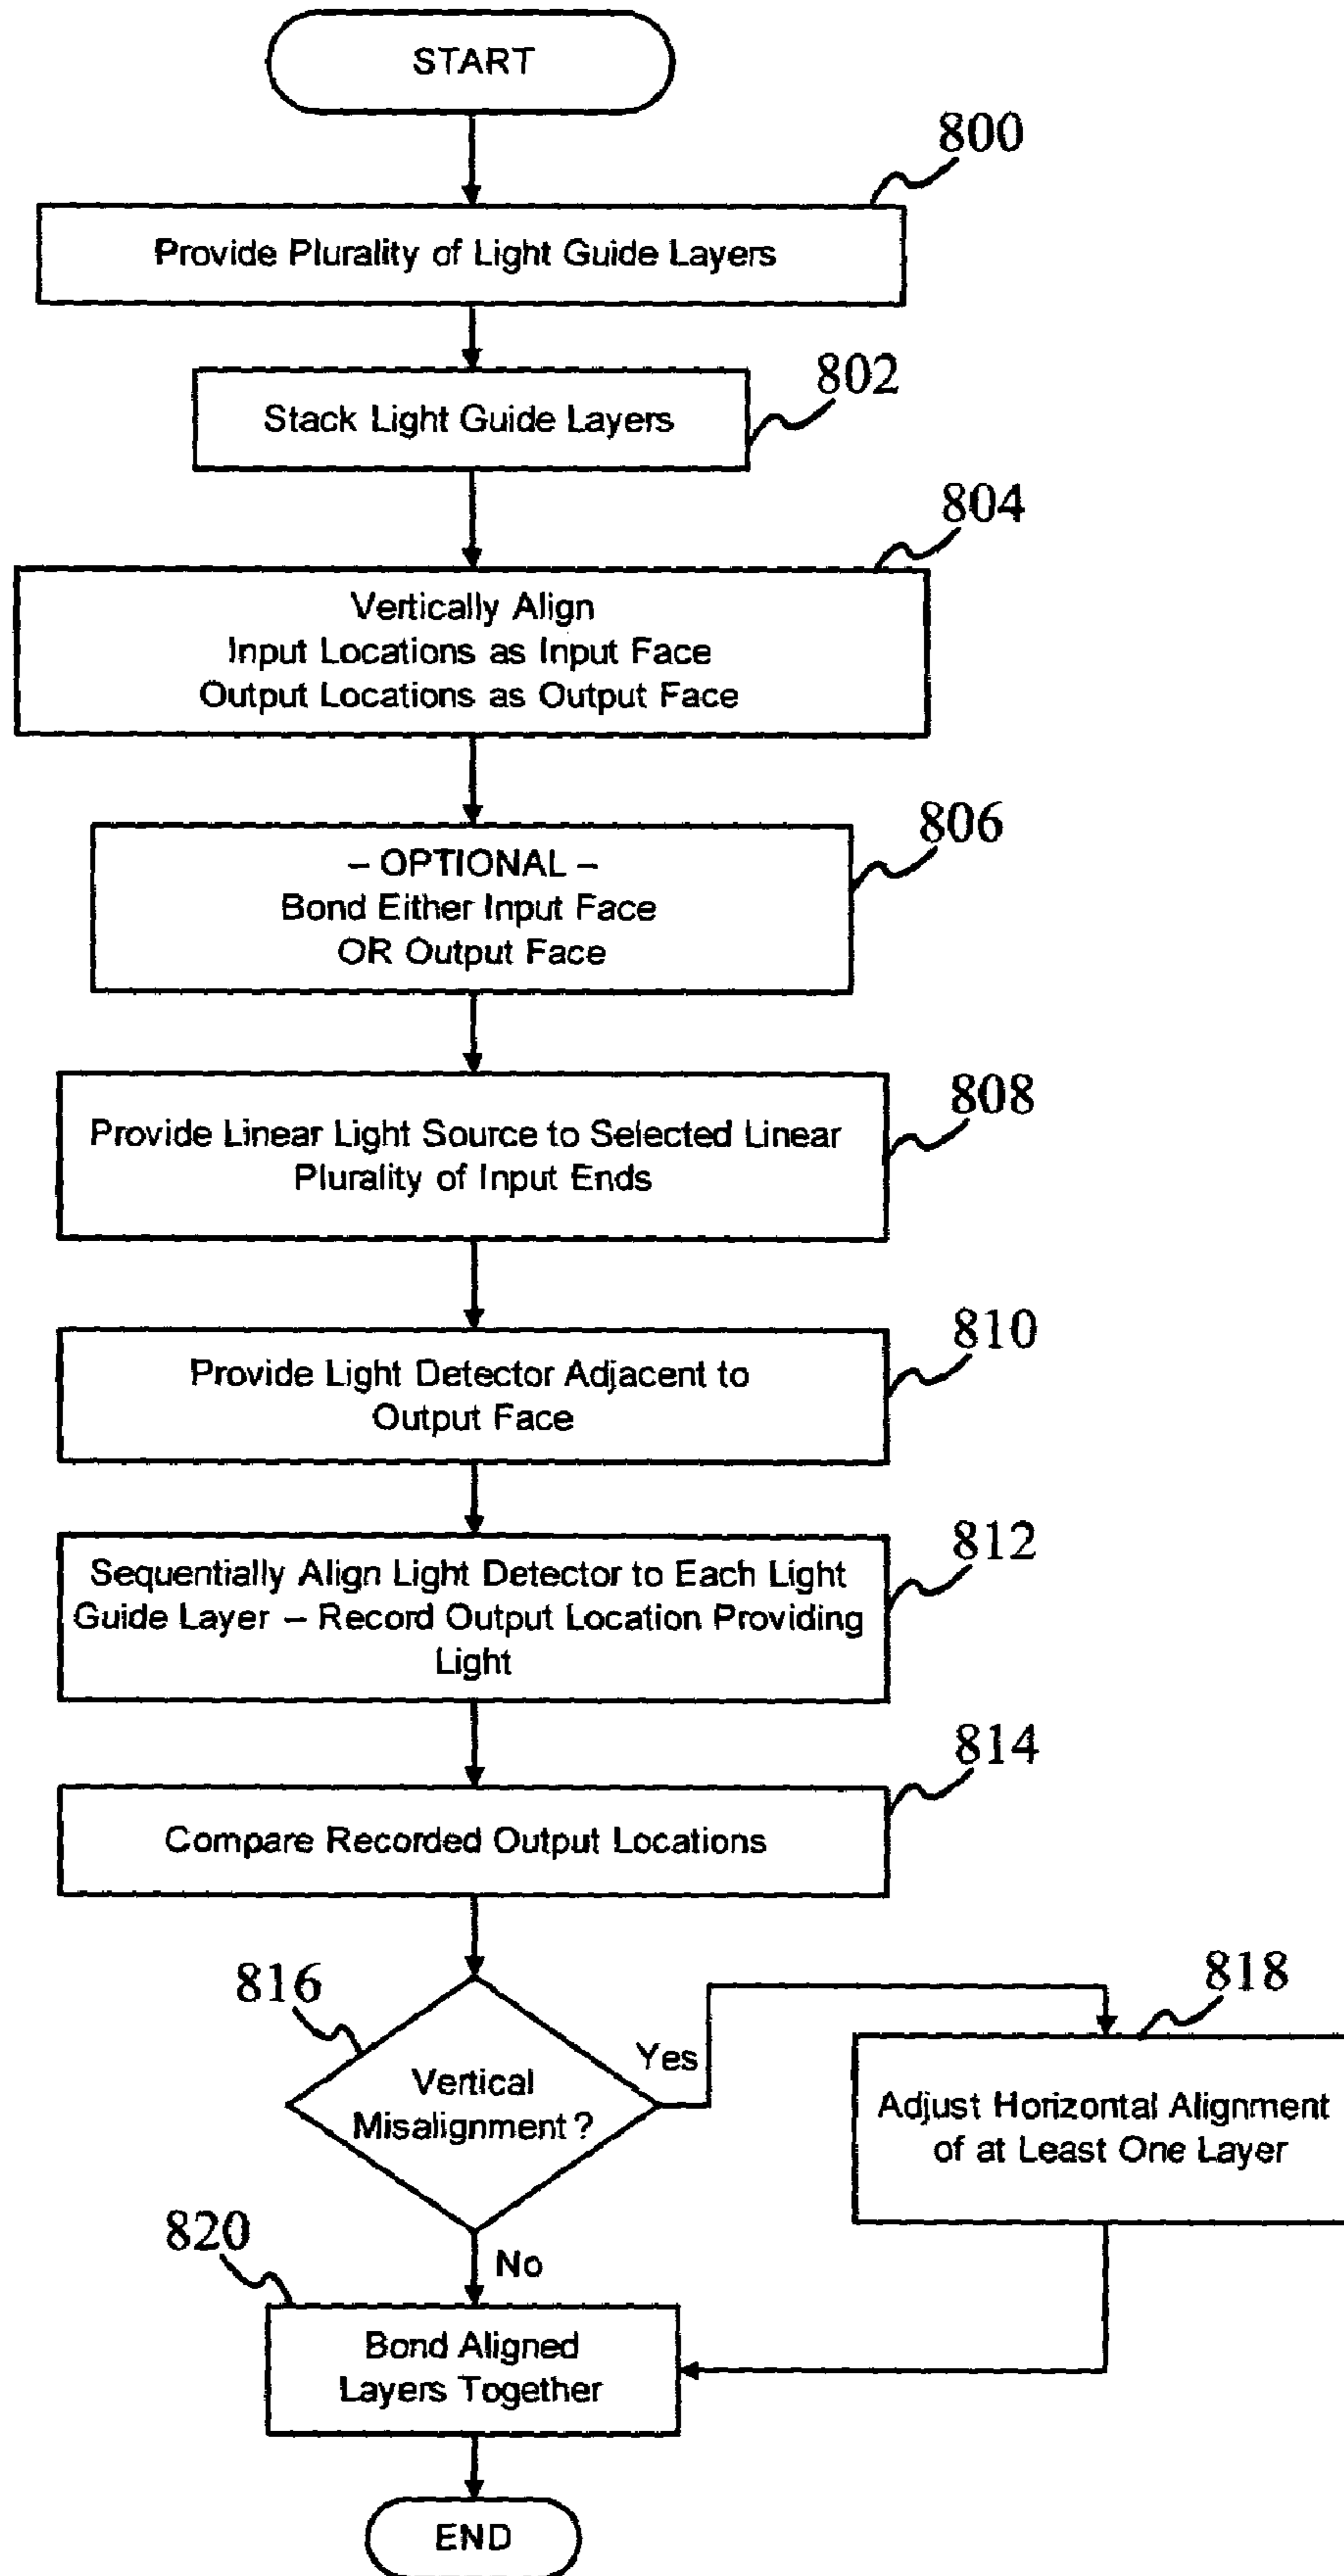 START
800
Provide Plurality of Light Guide Layers
802
Stack Light Guide Layers
804
Vertically Align
Input Locations as Input Face
Output Locations as Output Face
806
– OPTIONAL –
Bond Either Input Face
OR Output Face
808
Provide Linear Light Source to Selected Linear
Plurality of Input Ends
810
Provide Light Detector Adjacent to
Output Face
812
Sequentially Align Light Detector to Each Light
Guide Layer – Record Output Location Providing
Light
814
Compare Recorded Output Locations
816
Vertical
Misalignment?
Yes
818
Adjust Horizontal Alignment
of at Least One Layer
No
820
Bond Aligned
Layers Together
END